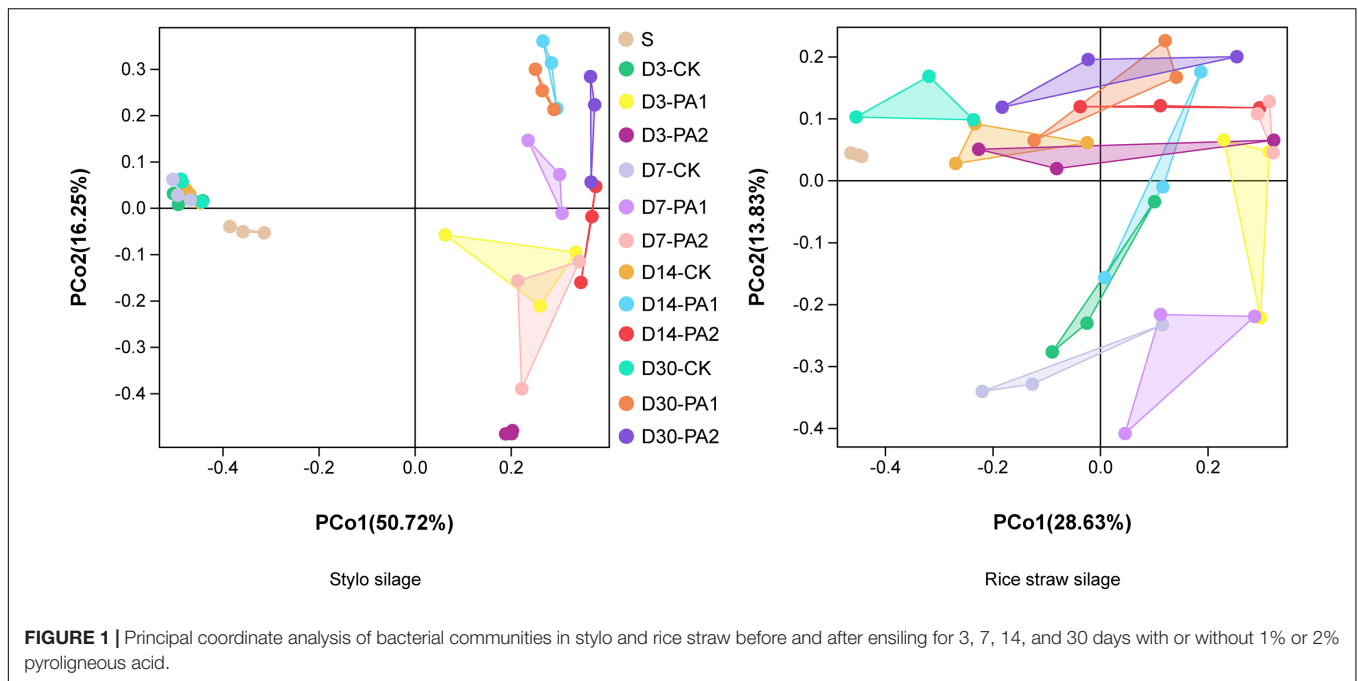 0.3
0.2
0.1
0.0
-0.1
-0.2
-0.3
-0.4
PCo2(16.25%)
-0.4 -0.2 0.0 0.2
PCo1(50.72%)
Stylo silage
S
D3-CK
D3-PA1
D3-PA2
D7-CK
D7-PA1
D7-PA2
D14-CK
D14-PA1
D14-PA2
D30-CK
D30-PA1
D30-PA2
0.2
0.1
0.0
-0.1
-0.2
-0.3
-0.4
PCo2(13.83%)
-0.4 -0.2 0.0 0.2
PCo1(28.63%)
Rice straw silage
FIGURE 1 | Principal coordinate analysis of bacterial communities in stylo and rice straw before and after ensiling for 3, 7, 14, and 30 days with or without 1% or 2%
pyroligneous acid.